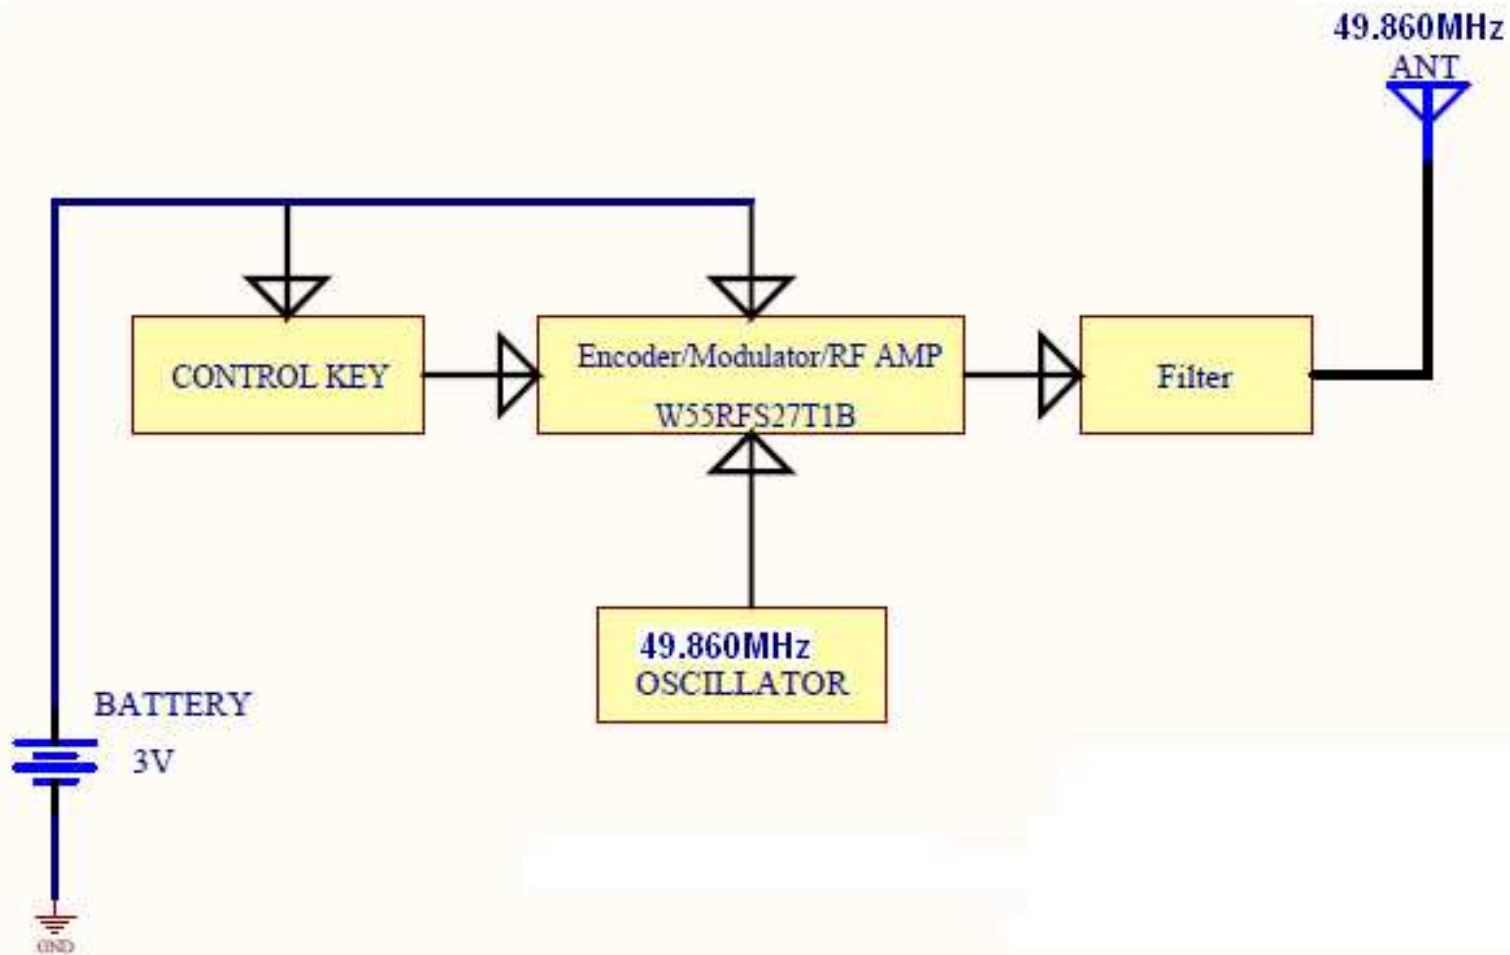 49.860MHz
ANT
CONTROL KEY
Encoder/Modulator/RF AMP
W55RFS27T1B
Filter
49.860MHz
OSCILLATOR
BATTERY
3V
GND